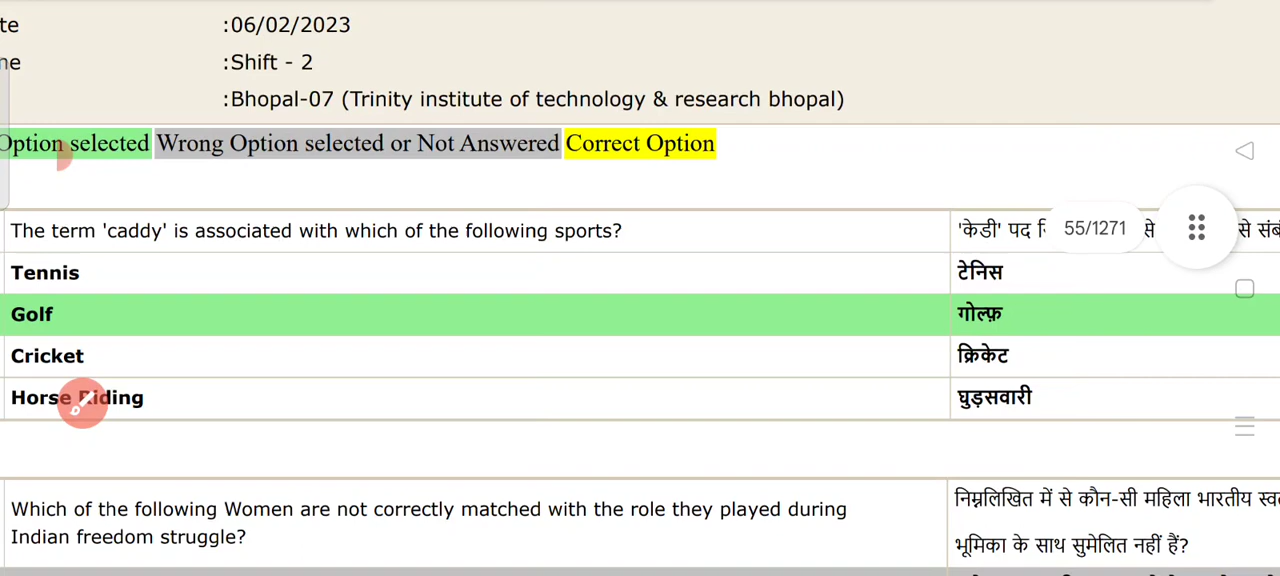 te :06/02/2023
me :Shift - 2
:Bhopal-07 (Trinity institute of technology & research bhopal)
Option selected Wrong Option selected or Not Answered Correct Option
The term 'caddy' is associated with which of the following sports? 'केडी' पद 55/1271 से से
Tennis टेनिस
Golf गोल्फ़
Cricket क्रिकेट
Horse Riding घुड़सवारी
Which of the following Women are not correctly matched with the role they played during निम्नलिखित में से कौन-सी महिला भारतीय
Indian freedom struggle? भूमिका के साथ सुमेलित नहीं हैं?